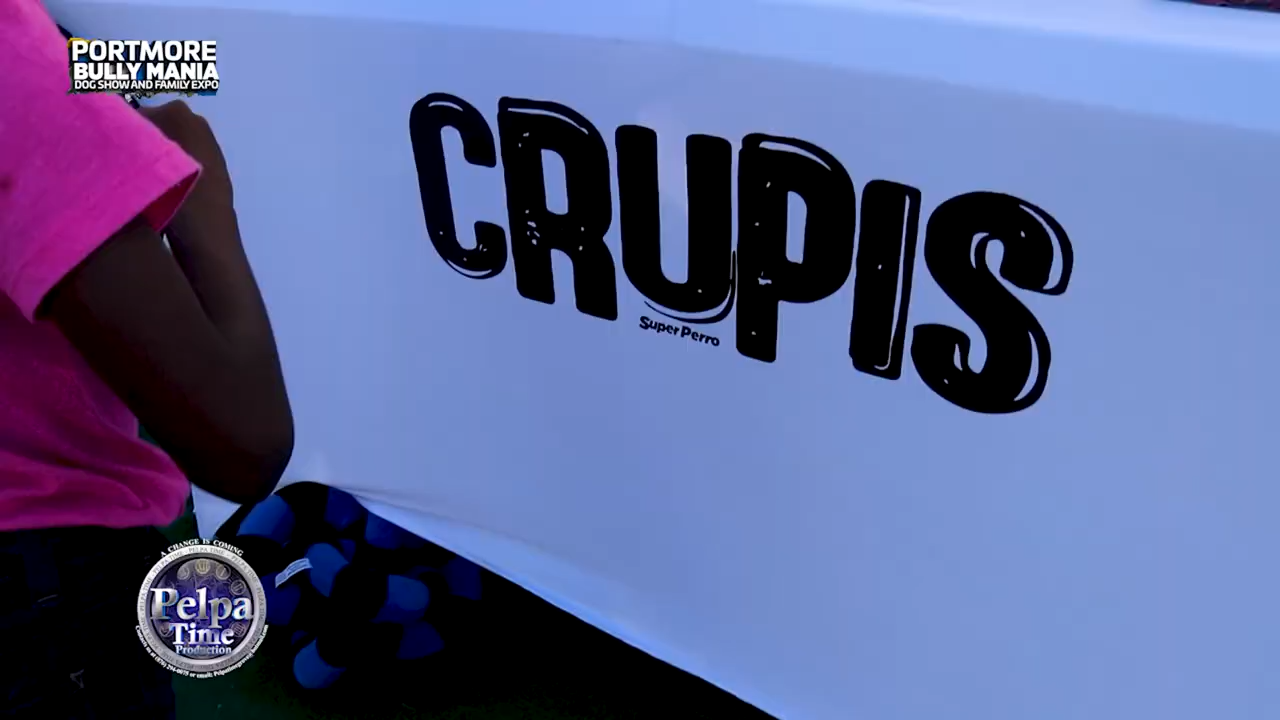 PORTMORE
BULLY MANIA
DOG SHOW AND FAMILY EXPO
CRUPIS
Super Perro
A CHANGE IS COMING
Pelpa
Time
Production